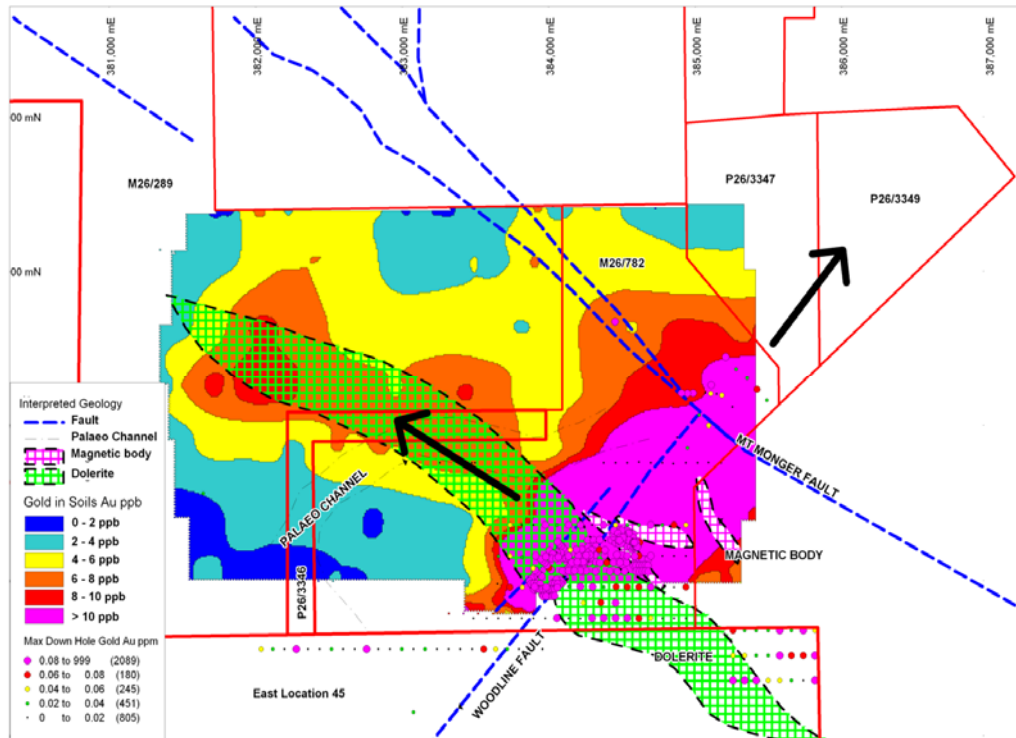 381,000 mE
382,000 mE
383,000 mE
384,000 mE
385,000 mE
386,000 mE
387,000 mE
00 mN
M26/289
P26/3347
P26/3349
00 mN
M26/782
MT MONGER FAULT
PALAEO CHANNEL
MAGNETIC BODY
P26/3346
WOODLINE FAULT
DOLERITE
East Location 45
Interpreted Geology
Fault
Palaeo Channel
Magnetic body
Dolerite
Gold in Soils Au ppb
0 - 2 ppb
2 - 4 ppb
4 - 6 ppb
6 - 8 ppb
8 - 10 ppb
> 10 ppb
Max Down Hole Gold Au ppm
0.08 to 999 (2089)
0.06 to 0.08 (180)
0.04 to 0.06 (245)
0.02 to 0.04 (451)
0 to 0.02 (805)